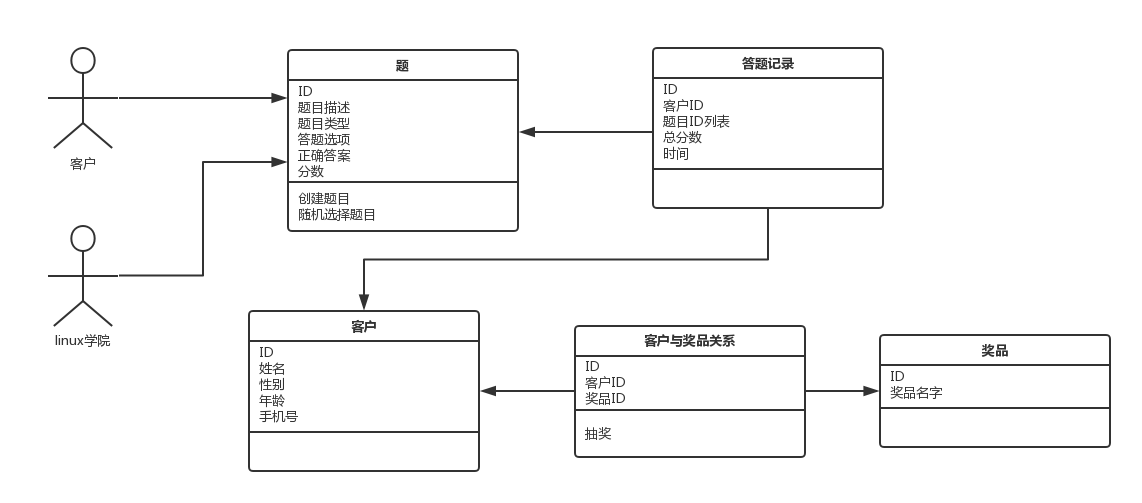 客户
linux学院
题
ID
题目描述
题目类型
答题选项
正确答案
分数
创建题目
随机选择题目
答题记录
ID
客户ID
题目ID列表
总分数
时间
客户
ID
姓名
性别
年龄
手机号
客户与奖品关系
ID
客户ID
奖品ID
抽奖
奖品
ID
奖品名字